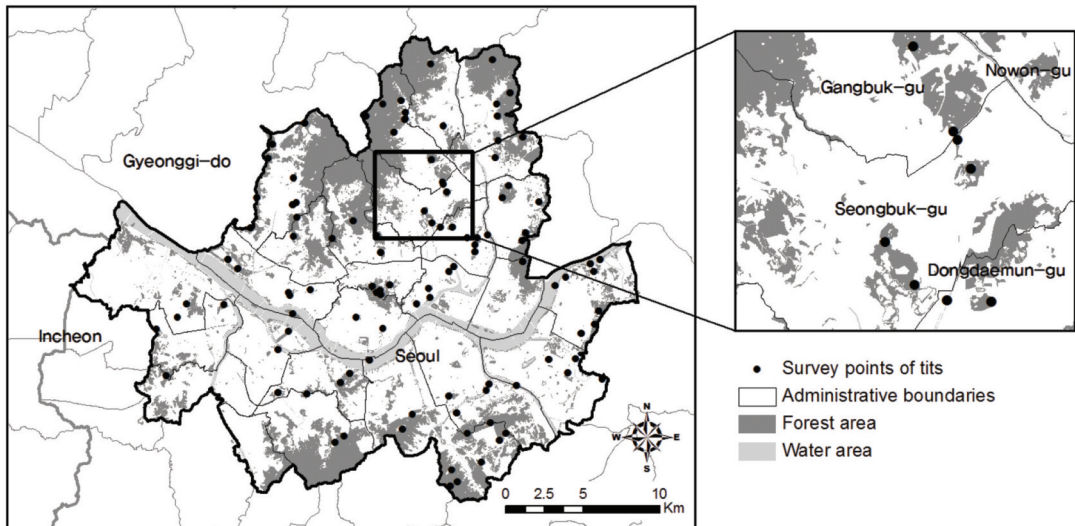 Gyeonggi-do
Incheon
Seoul
N
W E
S
0 2.5 5 10
Km
Nowon-gu
Gangbuk-gu
Seongbuk-gu
Dongdaemun-gu
Survey points of tits
Administrative boundaries
Forest area
Water area